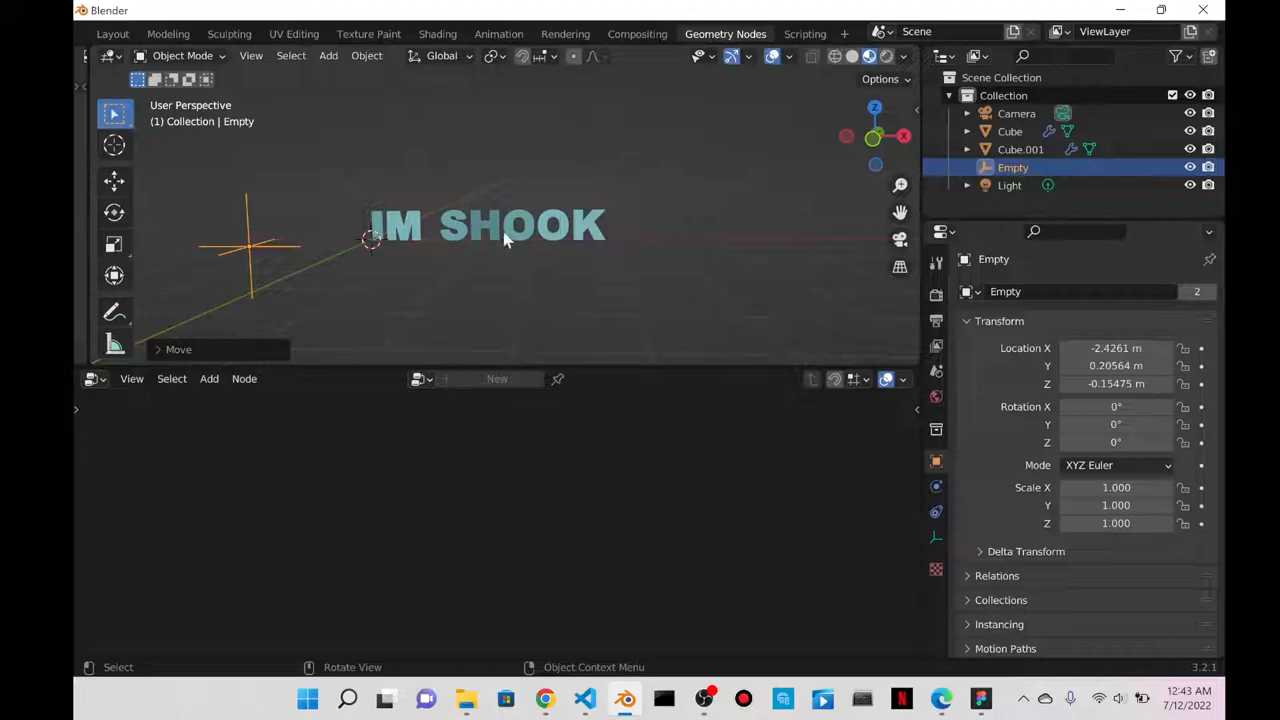 Blender
Layout Modeling Sculpting UV Editing Texture Paint Shading Animation Rendering Compositing Geometry Nodes Scripting + Scene ViewLayer
Object Mode View Select Add Object Global
Options
User Perspective
(1) Collection | Empty
Z
X
IM SHOOK
Move
View Select Add Node New
Scene Collection
Collection
Camera
Cube
Cube.001
Empty
Light
Empty
Empty 2
Transform
Location X -2.4261 m
Y 0.20564 m
Z -0.15475 m
Rotation X 0°
Y 0°
Z 0°
Mode XYZ Euler
Scale X 1.000
Y 1.000
Z 1.000
Delta Transform
Relations
Collections
Instancing
Motion Paths
Select Rotate View Object Context Menu 3.2.1
12:43 AM
7/12/2022